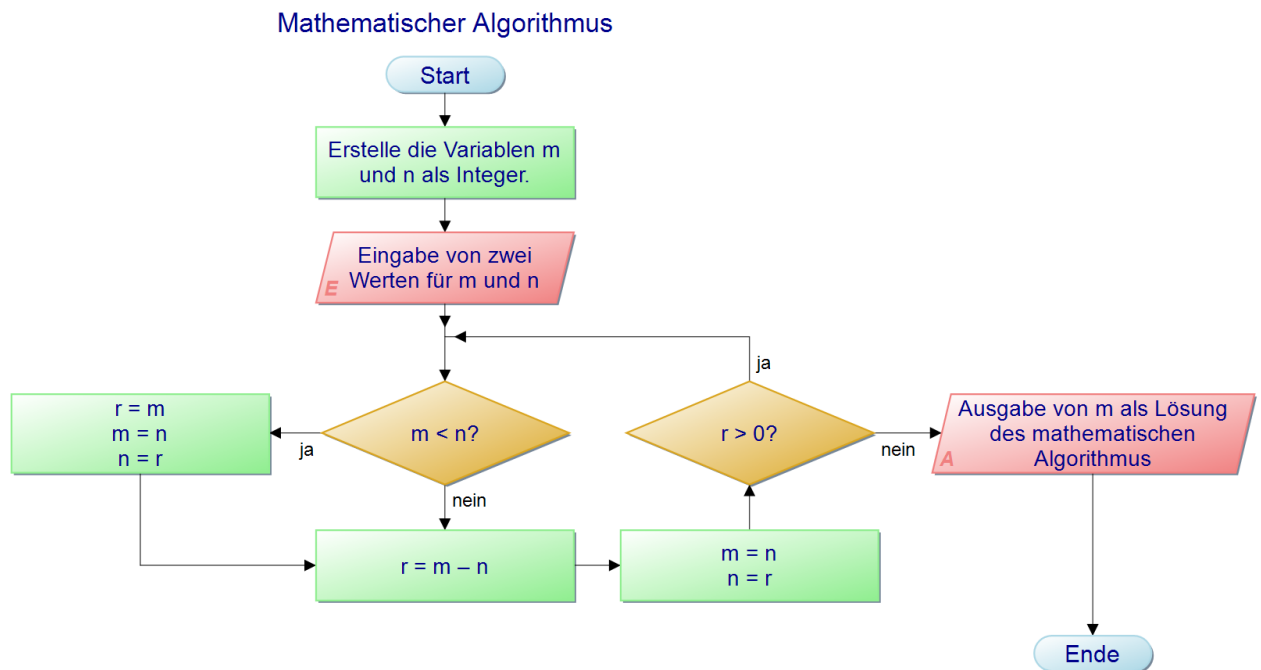 Mathematischer Algorithmus
Start
Erstelle die Variablen m
und n als Integer.
Eingabe von zwei
Werten für m und n
E
m < n?
ja
nein
r = m
m = n
n = r
r = m – n
m = n
n = r
r > 0?
ja
nein
Ausgabe von m als Lösung
des mathematischen
Algorithmus
A
Ende